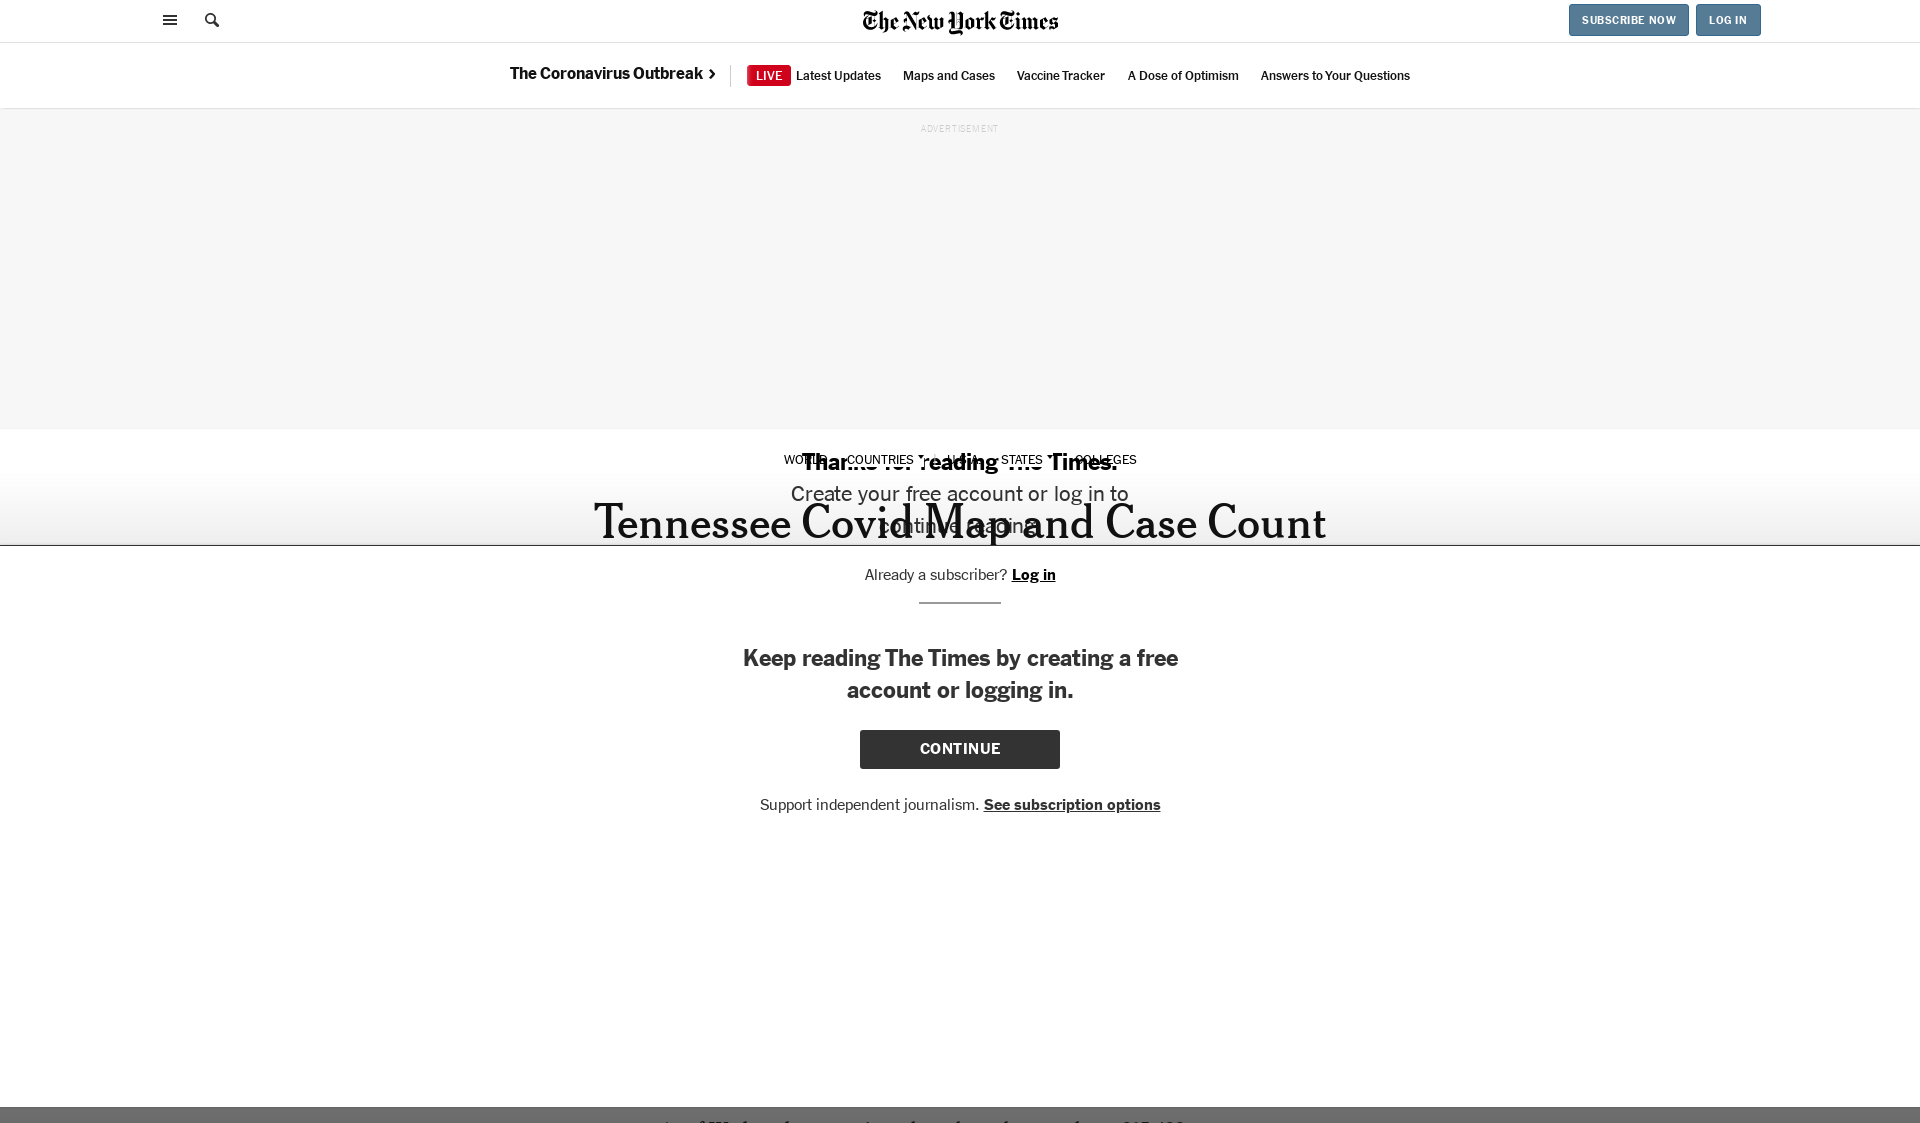 The New York Times
SUBSCRIBE NOW
LOG IN
The Coronavirus Outbreak
LIVE Latest Updates
Maps and Cases
Vaccine Tracker
A Dose of Optimism
Answers to Your Questions
ADVERTISEMENT
WORLD COUNTRIES U.S.A. STATES COLLEGES
Thanks for reading The Times.
Create your free account or log in to
continue reading.
Tennessee Covid Map and Case Count
Already a subscriber? Log in
Keep reading The Times by creating a free
account or logging in.
CONTINUE
Support independent journalism. See subscription options